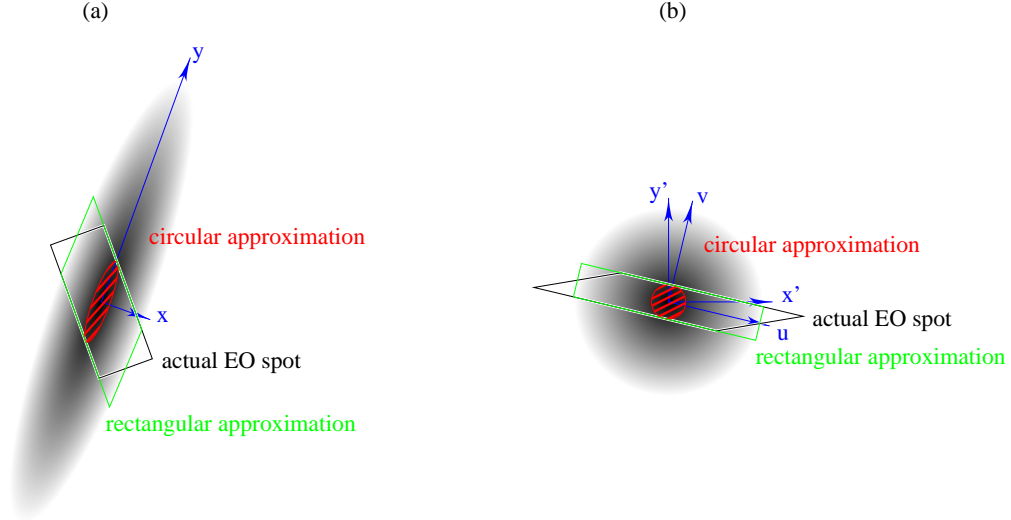 (a)
y
circular approximation
x
actual EO spot
rectangular approximation
(b)
y’
v
circular approximation
x’
actual EO spot
u
rectangular approximation